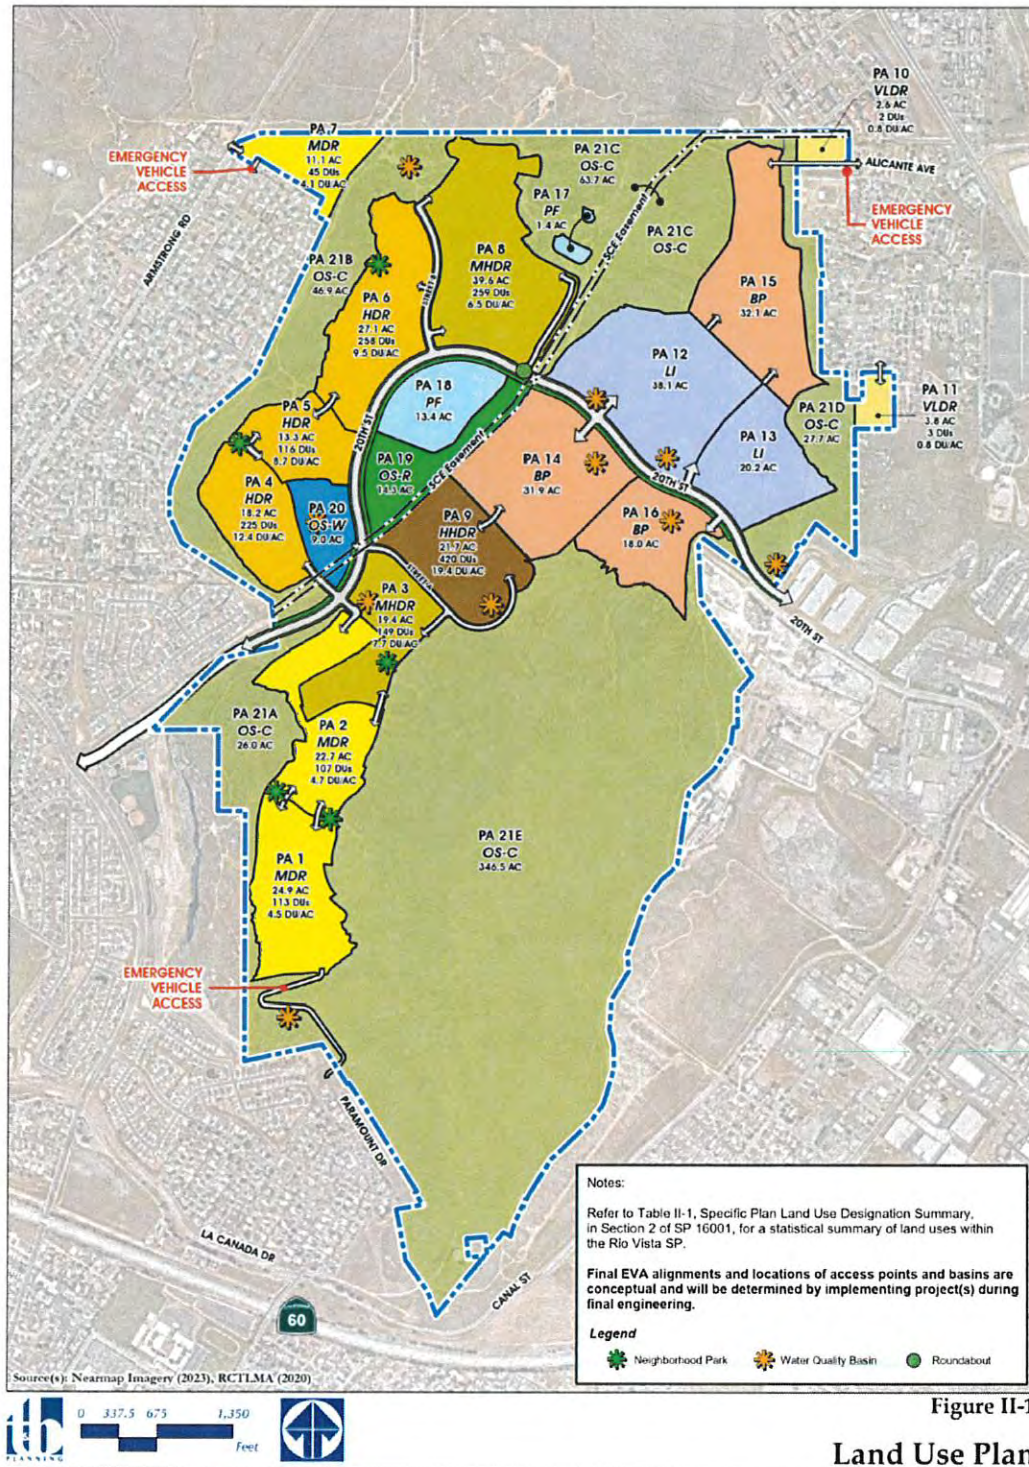 PA 10
VLDR
2.6 AC
2 DUs
0.8 DU/AC
PA 7
MDR
11.1 AC
45 DUs
4.1 DU/AC
EMERGENCY
VEHICLE
ACCESS
PA 21C
OS-C
63.7 AC
ALICANTE AVE
PA 17
PF
1.4 AC
EMERGENCY
VEHICLE
ACCESS
ARMSTRONG RD
PA 21B
OS-C
46.9 AC
PA 8
MHDR
39.6 AC
259 DUs
6.5 DU/AC
SCE Easement
PA 21C
OS-C
STREET B
PA 6
HDR
27.1 AC
258 DUs
9.5 DU/AC
PA 15
BP
32.1 AC
PA 12
LI
38.1 AC
PA 18
PF
13.4 AC
PA 11
VLDR
3.8 AC
3 DUs
0.8 DU/AC
PA 5
HDR
13.3 AC
116 DUs
8.7 DU/AC
20TH ST
PA 21D
OS-C
27.7 AC
PA 13
LI
20.2 AC
PA 19
OS-R
14.3 AC
SCE Easement
PA 14
BP
31.9 AC
20TH ST
PA 4
HDR
18.2 AC
225 DUs
12.4 DU/AC
PA 20
OS-W
9.0 AC
PA 9
HHDR
21.7 AC
420 DUs
19.4 DU/AC
PA 16
BP
18.0 AC
STREET A
PA 3
MHDR
19.4 AC
149 DUs
7.7 DU/AC
20TH ST
PA 21A
OS-C
26.0 AC
PA 2
MDR
22.7 AC
107 DUs
4.7 DU/AC
PA 21E
OS-C
346.5 AC
PA 1
MDR
24.9 AC
113 DUs
4.5 DU/AC
EMERGENCY
VEHICLE
ACCESS
PARAMOUNT DR
LA CANADA DR
CANAL ST
60
Notes:
Refer to Table II-1, Specific Plan Land Use Designation Summary,
in Section 2 of SP 16001, for a statistical summary of land uses within
the Rio Vista SP.
Final EVA alignments and locations of access points and basins are
conceptual and will be determined by implementing project(s) during
final engineering.
Legend
Neighborhood Park
Water Quality Basin
Roundabout
Source(s): Nearmap Imagery (2023), RCTLMA (2020)
Figure II-1
0 337.5 675 1,350
Feet
PLANNING
Land Use Plan